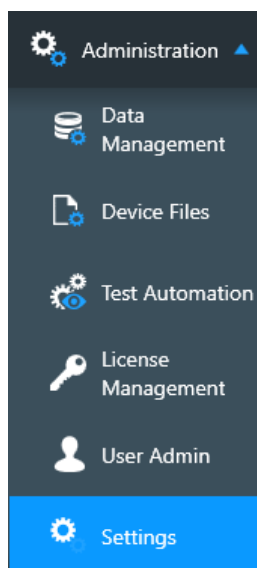 Administration
Data
Management
Device Files
Test Automation
License
Management
User Admin
Settings